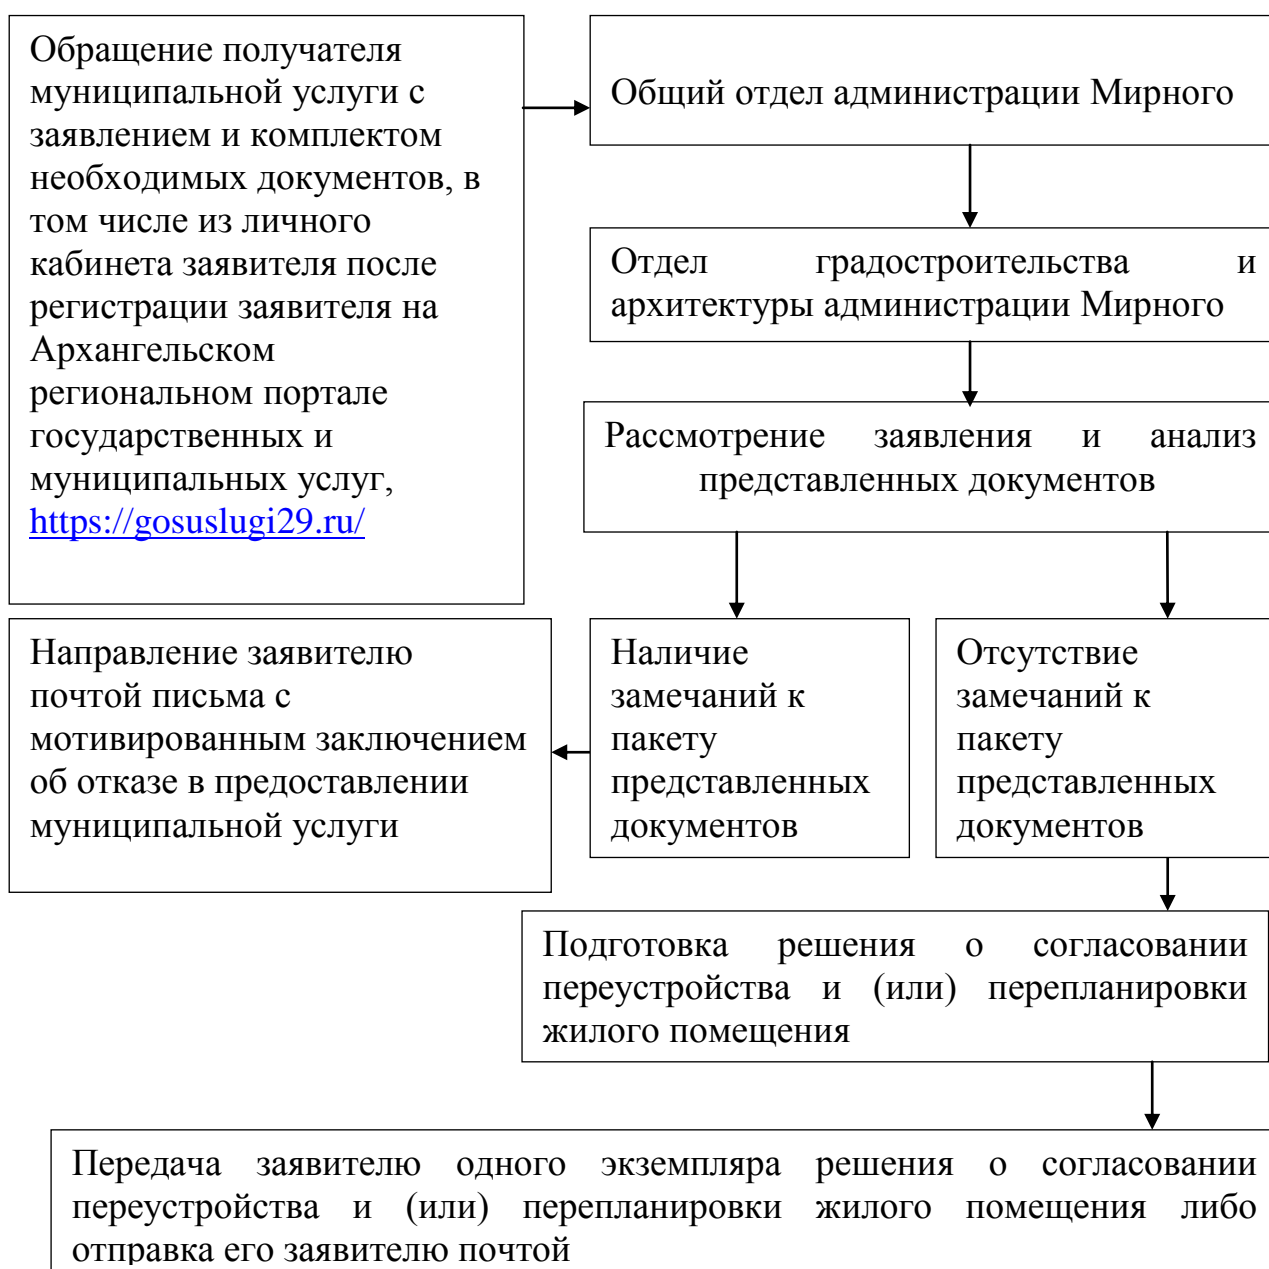 Обращение получателя
муниципальной услуги с
заявлением и комплектом
необходимых документов, в
том числе из личного
кабинета заявителя после
регистрации заявителя на
Архангельском
региональном портале
государственных и
муниципальных услуг,
https://gosuslugi29.ru/
Общий отдел администрации Мирного
Отдел градостроительства и
архитектуры администрации Мирного
Рассмотрение заявления и анализ
представленных документов
Направление заявителю
почтой письма с
мотивированным заключением
об отказе в предоставлении
муниципальной услуги
Наличие
замечаний к
пакету
представленных
документов
Отсутствие
замечаний к
пакету
представленных
документов
Подготовка решения о согласовании
переустройства и (или) перепланировки
жилого помещения
Передача заявителю одного экземпляра решения о согласовании
переустройства и (или) перепланировки жилого помещения либо
отправка его заявителю почтой